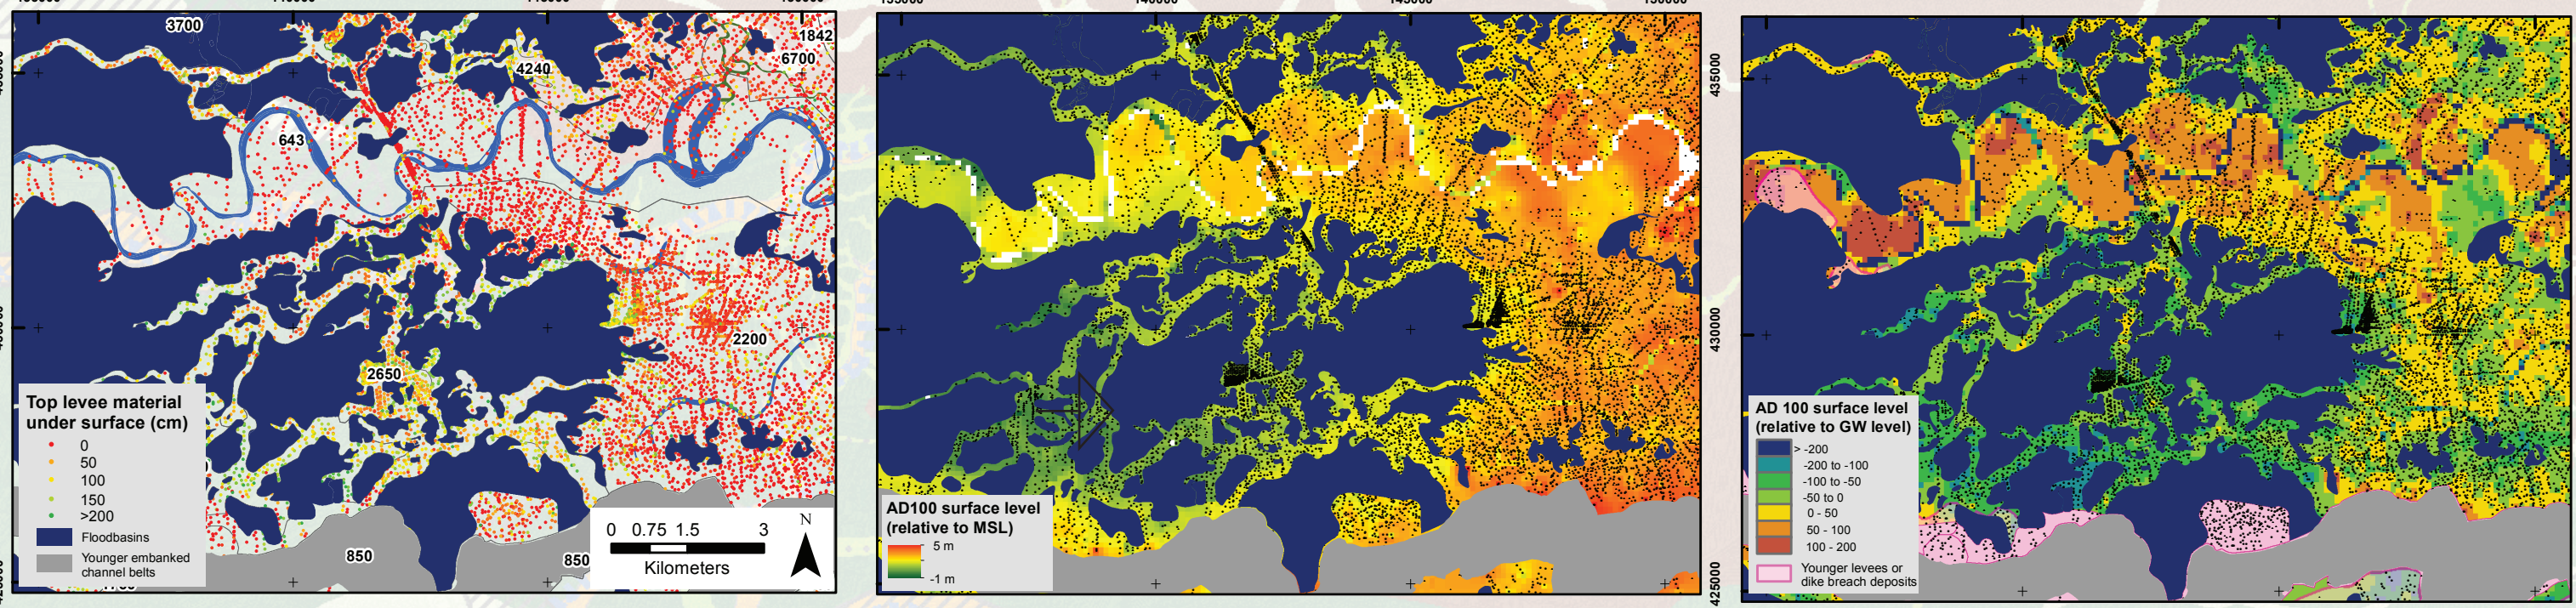 3700
1842
6700
4240
643
2200
2650
850
850
Top levee material
under surface (cm)
0
50
100
150
>200
Floodbasins
Younger embanked
channel belts
0 0.75 1.5 3
Kilometers
N
AD100 surface level
(relative to MSL)
5 m
-1 m
435000
430000
425000
AD 100 surface level
(relative to GW level)
> -200
-200 to -100
-100 to -50
-50 to 0
0 - 50
50 - 100
100 - 200
Younger levees or
dike breach deposits